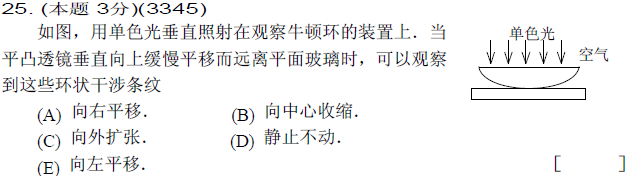 25. (本题 3分)(3345)
如图，用单色光垂直照射在观察牛顿环的装置上．当
平凸透镜垂直向上缓慢平移而远离平面玻璃时，可以观察
到这些环状干涉条纹
(A) 向右平移． (B) 向中心收缩．
(C) 向外扩张． (D) 静止不动．
(E) 向左平移． [ ]
单色光
空气